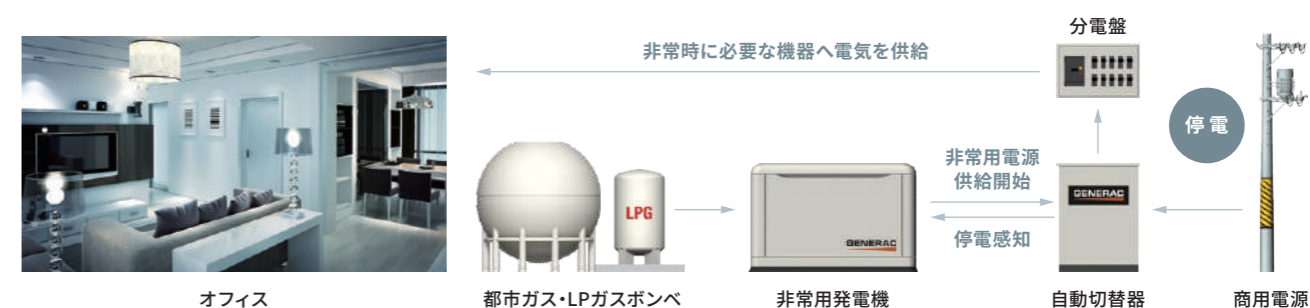 分電盤
非常時に必要な機器へ電気を供給
停電
非常用電源
供給開始
GENERAC
LPG
GENERAC
停電感知
オフィス
都市ガス・LPガスボンベ
非常用発電機
自動切替器
商用電源